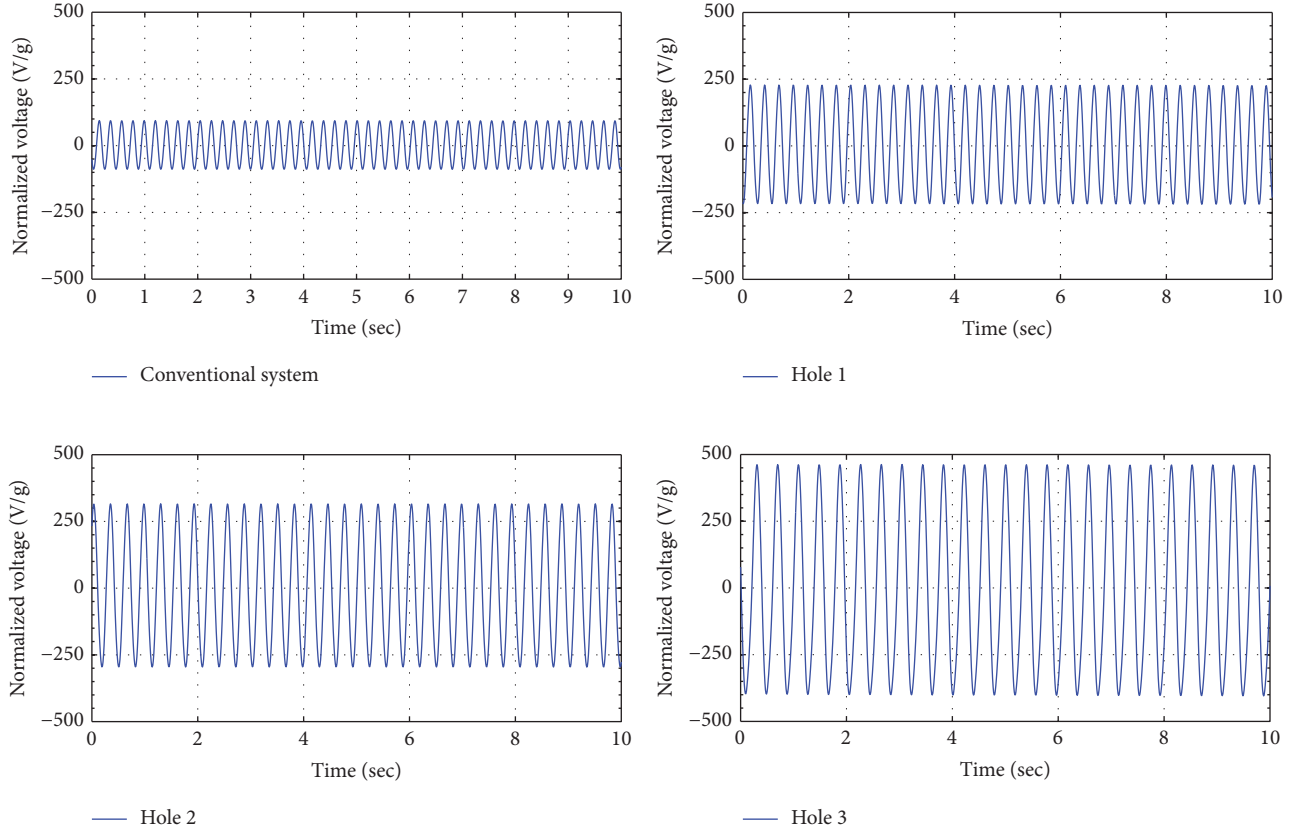 Normalized voltage (V/g)
500
250
0
−250
−500
0 1 2 3 4 5 6 7 8 9 10
Time (sec)
Conventional system
Normalized voltage (V/g)
500
250
0
−250
−500
0 2 4 6 8 10
Time (sec)
Hole 1
Normalized voltage (V/g)
500
250
0
−250
−500
0 2 4 6 8 10
Time (sec)
Hole 2
Normalized voltage (V/g)
500
250
0
−250
−500
0 2 4 6 8 10
Time (sec)
Hole 3